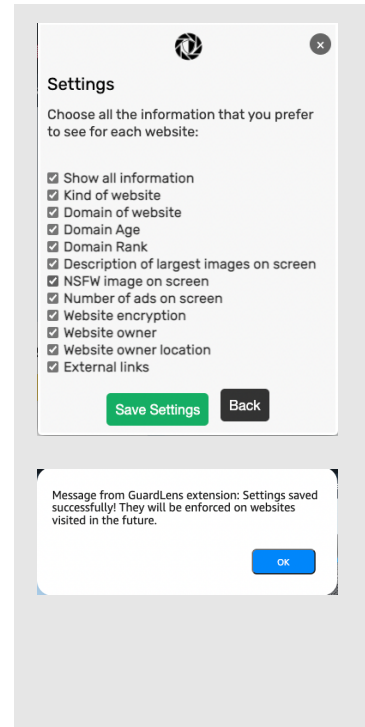 Settings
Choose all the information that you prefer
to see for each website:
Show all information
Kind of website
Domain of website
Domain Age
Domain Rank
Description of largest images on screen
NSFW image on screen
Number of ads on screen
Website encryption
Website owner
Website owner location
External links
Save Settings
Back
Message from GuardLens extension: Settings saved
successfully! They will be enforced on websites
visited in the future.
OK